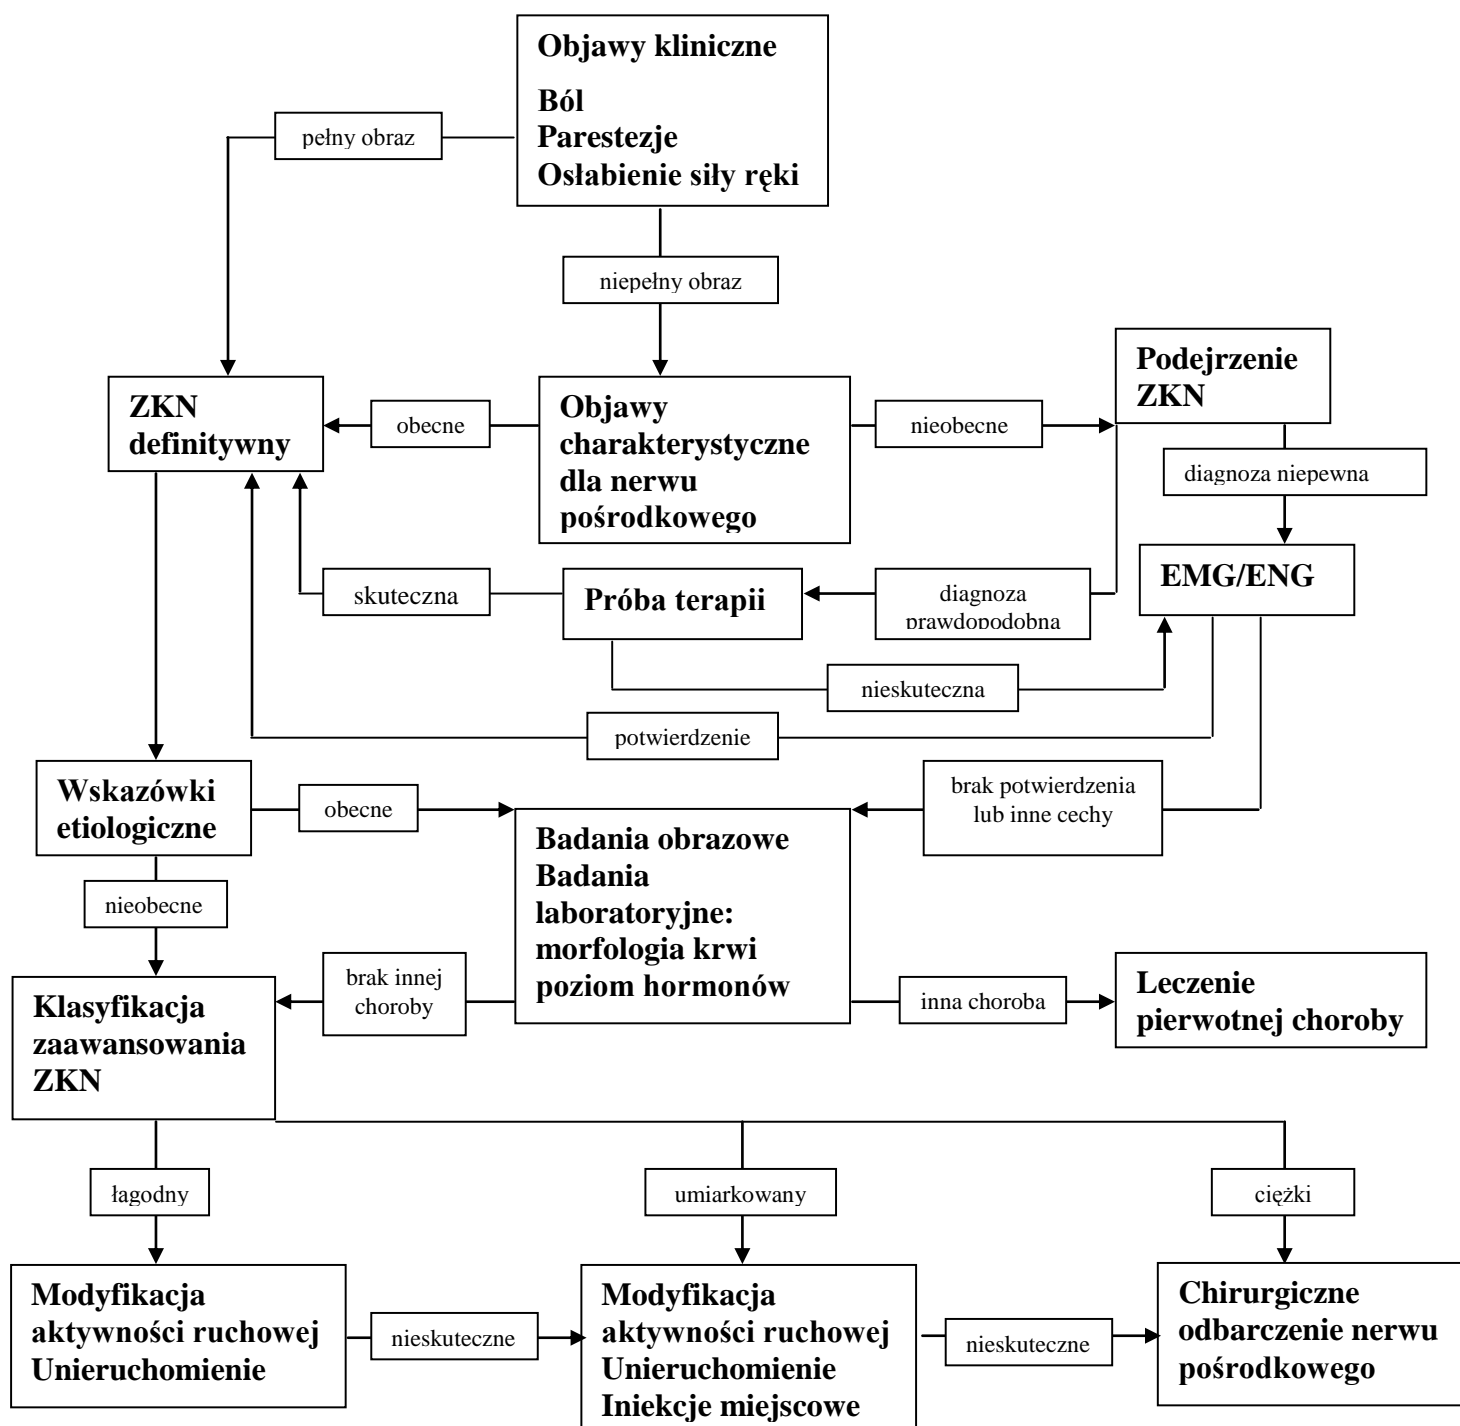 Objawy kliniczne
Ból
Parestezje
Osłabienie siły ręki
pełny obraz
niepełny obraz
Podejrzenie
ZKN
ZKN
definitywny
obecne
Objawy
charakterystyczne
dla nerwu
pośrodkowego
nieobecne
diagnoza niepewna
EMG/ENG
skuteczna
Próba terapii
diagnoza
prawdopodobna
nieskuteczna
potwierdzenie
Wskazówki
etiologiczne
obecne
brak potwierdzenia
lub inne cechy
Badania obrazowe
Badania
laboratoryjne:
morfologia krwi
poziom hormonów
nieobecne
brak innej
choroby
inna choroba
Leczenie
pierwotnej choroby
Klasyfikacja
zaawansowania
ZKN
łagodny
umiarkowany
ciężki
Modyfikacja
aktywności ruchowej
Unieruchomienie
nieskuteczne
Modyfikacja
aktywności ruchowej
Unieruchomienie
Iniekcje miejscowe
nieskuteczne
Chirurgiczne
odbarczenie nerwu
pośrodkowego